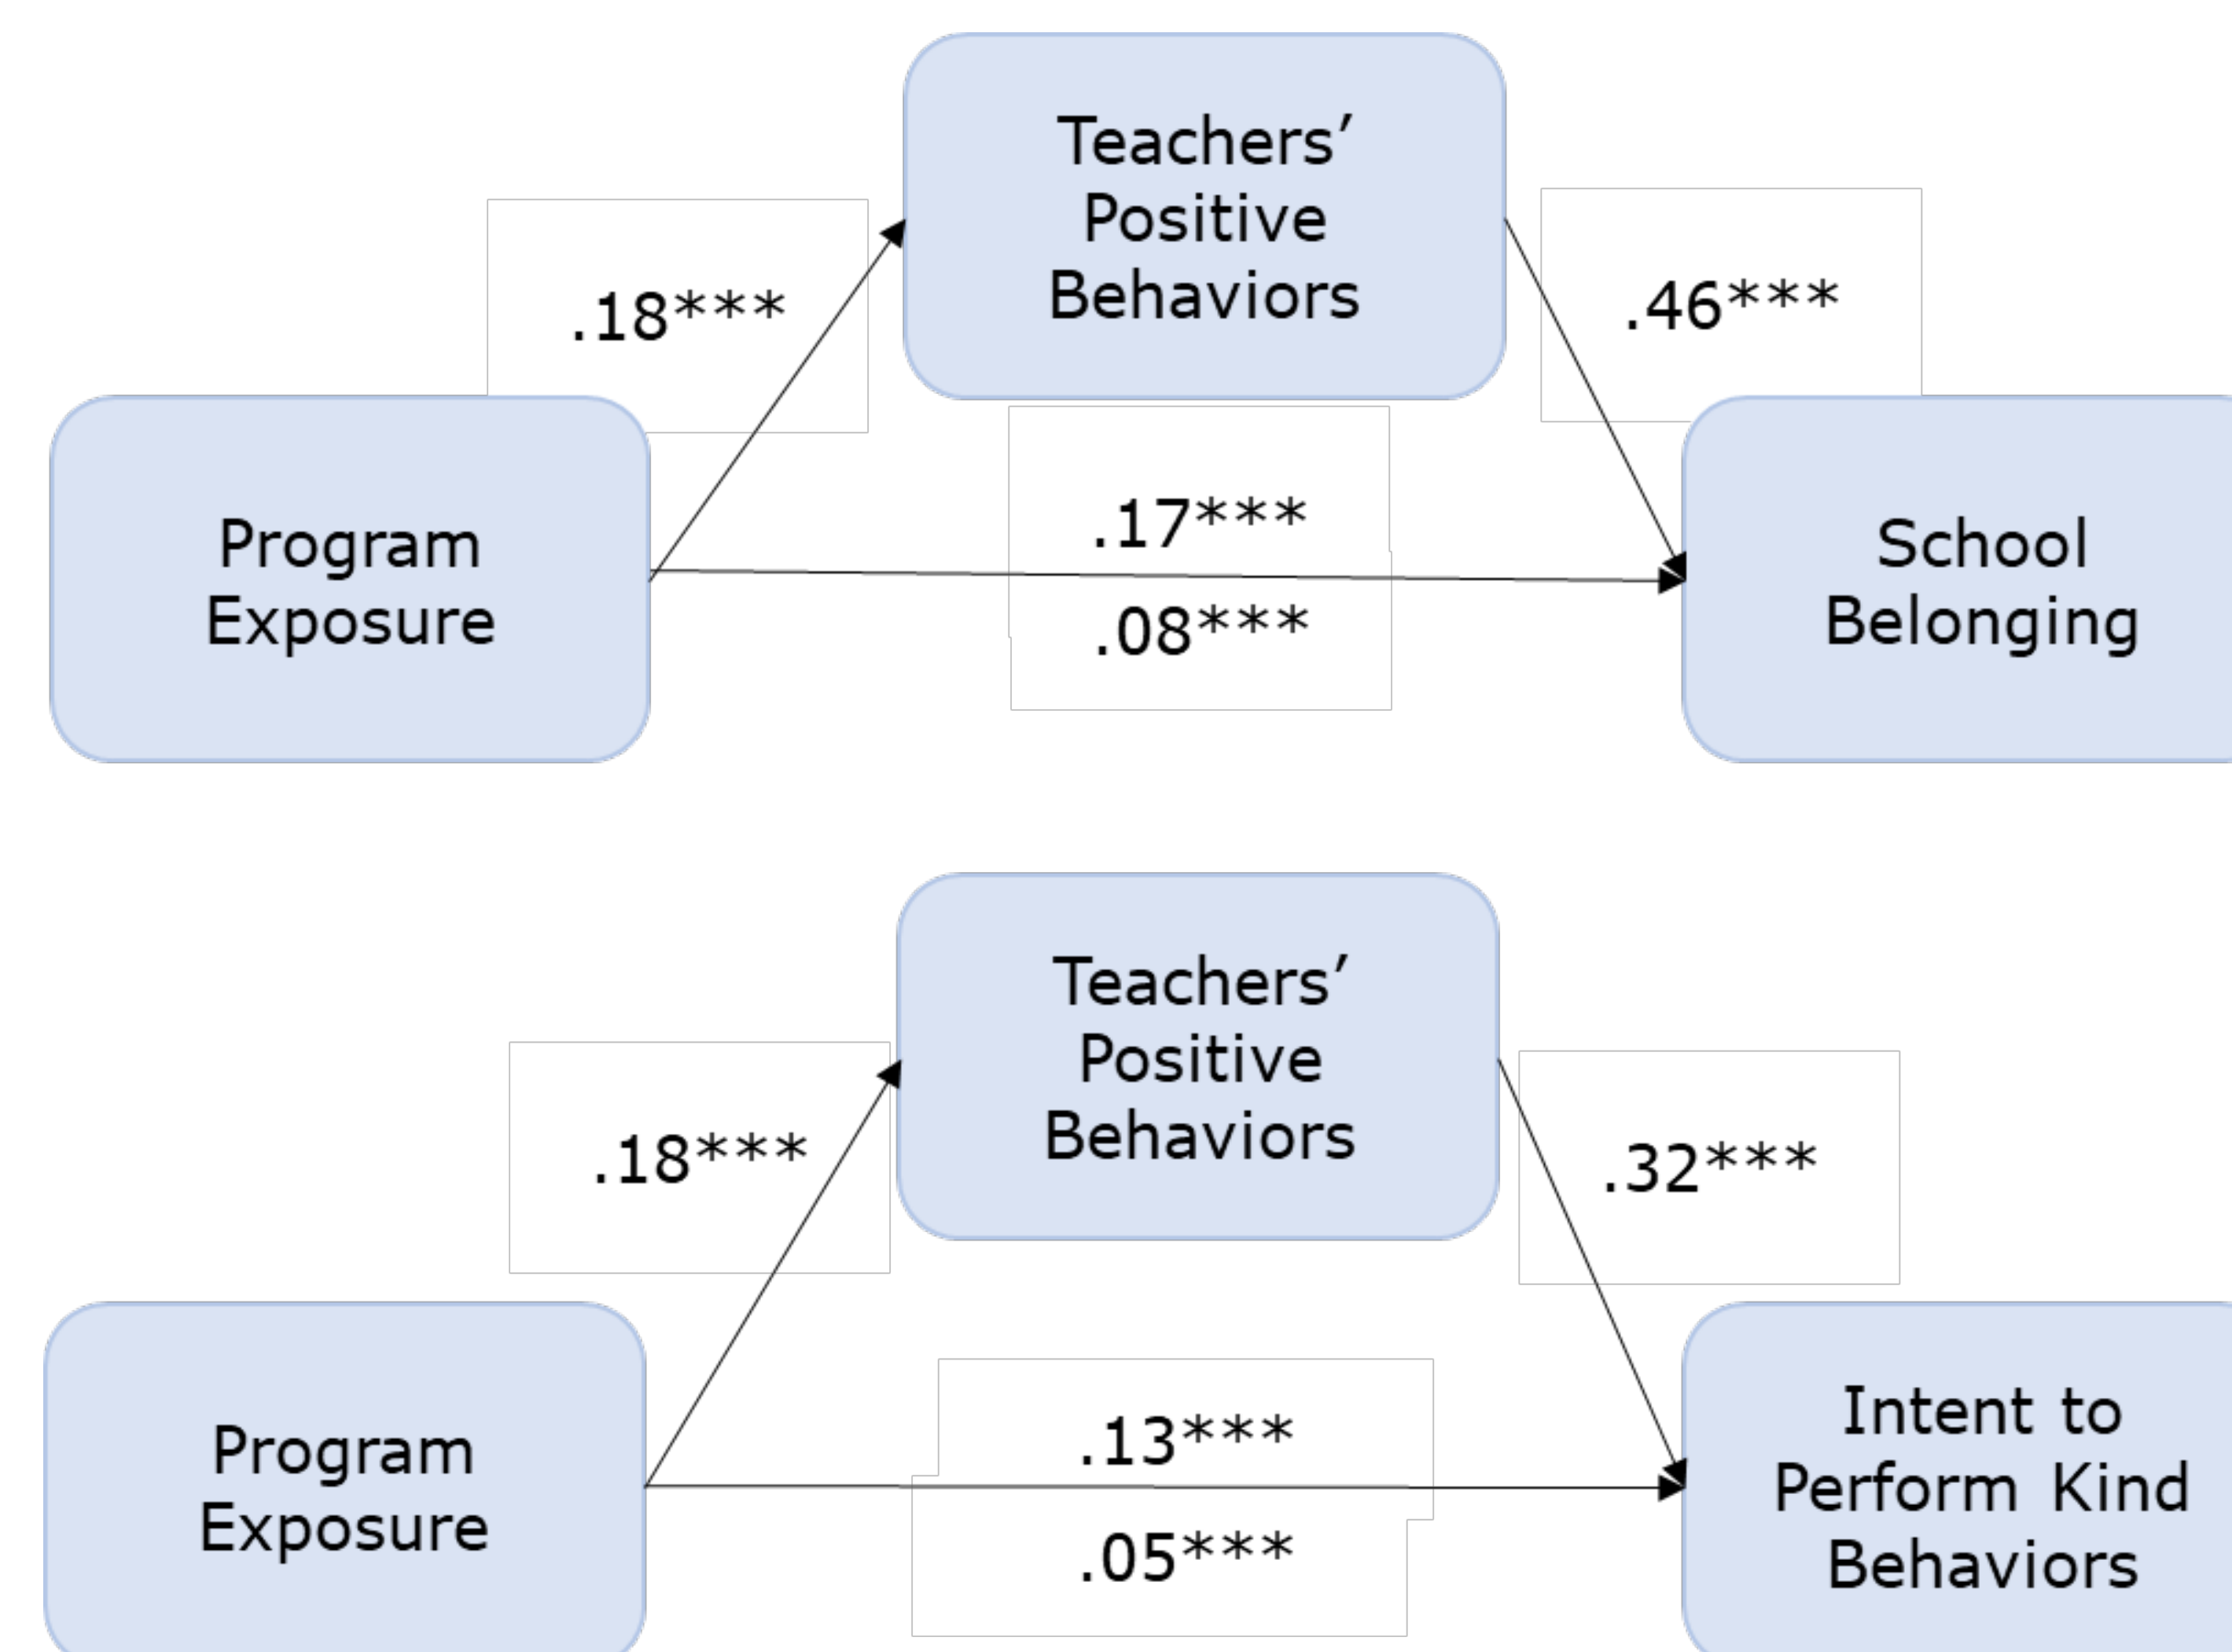 Teachers’
Positive
Behaviors
.18***
.46***
Program
Exposure
.17***
.08***
School
Belonging
Teachers’
Positive
Behaviors
.18***
.32***
Program
Exposure
.13***
.05***
Intent to
Perform Kind
Behaviors